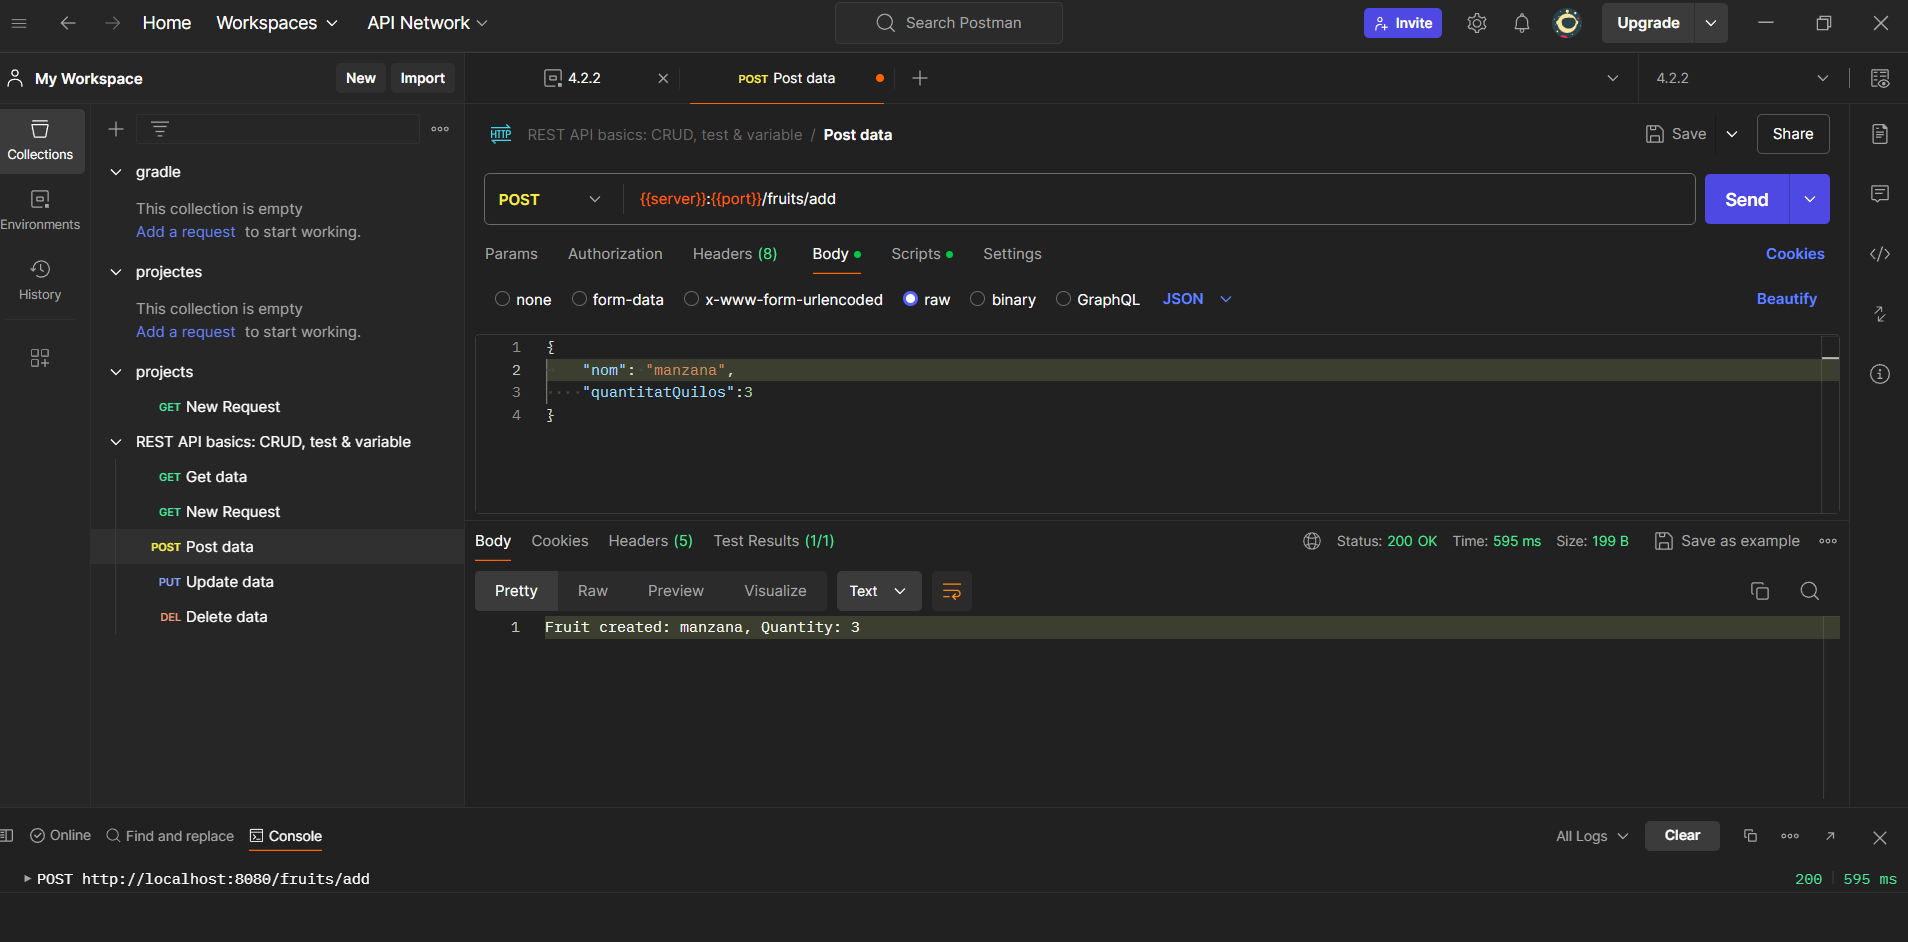 Home Workspaces API Network Search Postman Invite Upgrade
My Workspace New Import 4.2.2 POST Post data 4.2.2
Collections
Environments
History
gradle
This collection is empty
Add a request to start working.
projectes
This collection is empty
Add a request to start working.
projects
GET New Request
REST API basics: CRUD, test & variable
GET Get data
GET New Request
POST Post data
PUT Update data
DEL Delete data
HTTP REST API basics: CRUD, test & variable / Post data Save Share
POST {{server}}:{{port}}/fruits/add Send
Params Authorization Headers (8) Body Scripts Settings Cookies
none form-data x-www-form-urlencoded raw binary GraphQL JSON Beautify
1 {
2 "nom": "manzana",
3 "quantitatQuilos":3
4 }
Body Cookies Headers (5) Test Results (1/1) Status: 200 OK Time: 595 ms Size: 199 B Save as example
Pretty Raw Preview Visualize Text
1 Fruit created: manzana, Quantity: 3
Online Find and replace Console All Logs Clear
POST http://localhost:8080/fruits/add 200 595 ms